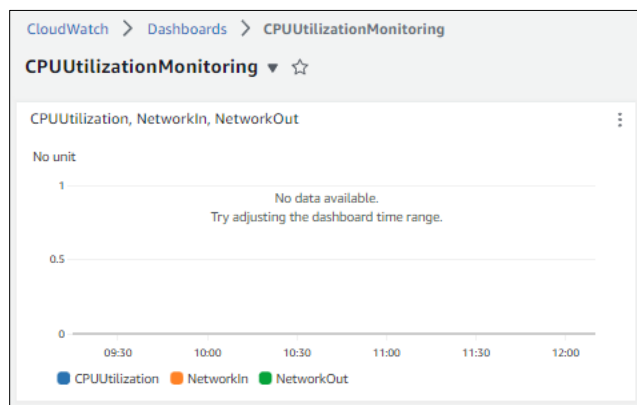 CloudWatch > Dashboards > CPUUtilizationMonitoring
CPUUtilizationMonitoring
CPUUtilization, NetworkIn, NetworkOut
No unit
1
No data available.
Try adjusting the dashboard time range.
0.5
0
09:30 10:00 10:30 11:00 11:30 12:00
CPUUtilization NetworkIn NetworkOut